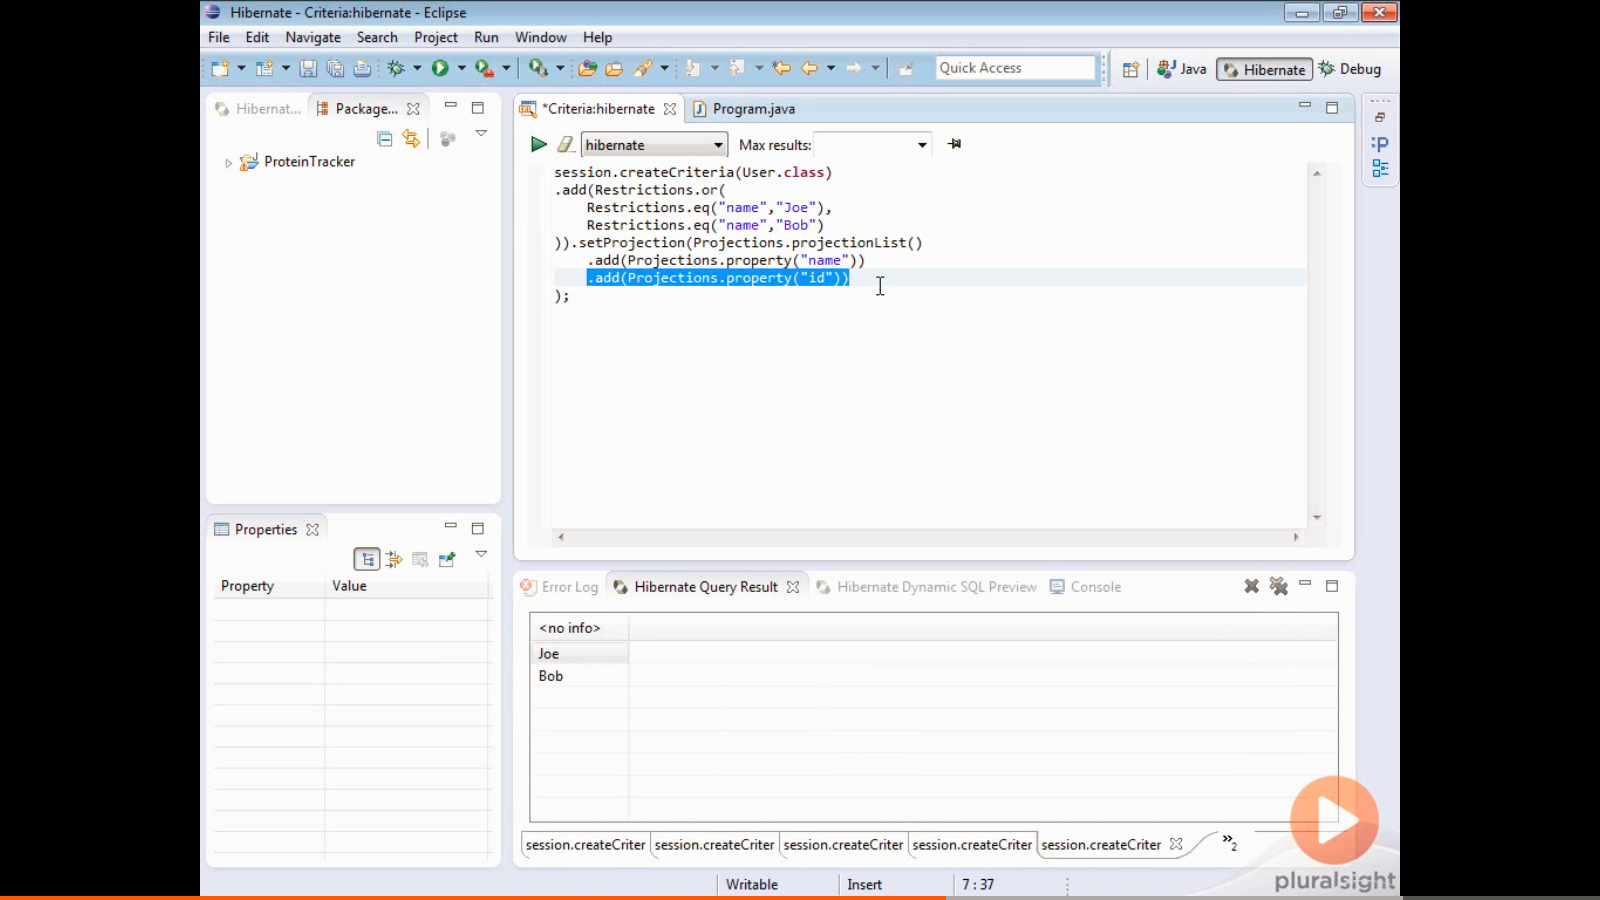 Hibernate - Criteria:hibernate - Eclipse
File Edit Navigate Search Project Run Window Help
Quick Access
Java
Hibernate
Debug
Hibernat...
Package...
ProteinTracker
*Criteria:hibernate
Program.java
hibernate
Max results:
session.createCriteria(User.class)
.add(Restrictions.or(
Restrictions.eq("name","Joe"),
Restrictions.eq("name","Bob")
)).setProjection(Projections.projectionList()
.add(Projections.property("name"))
.add(Projections.property("id"))
);
:P
Properties
Property Value
Error Log
Hibernate Query Result
Hibernate Dynamic SQL Preview
Console
<no info>
Joe
Bob
session.createCriter
session.createCriter
session.createCriter
session.createCriter
session.createCriter
»2
Writable
Insert
7 : 37
pluralsight